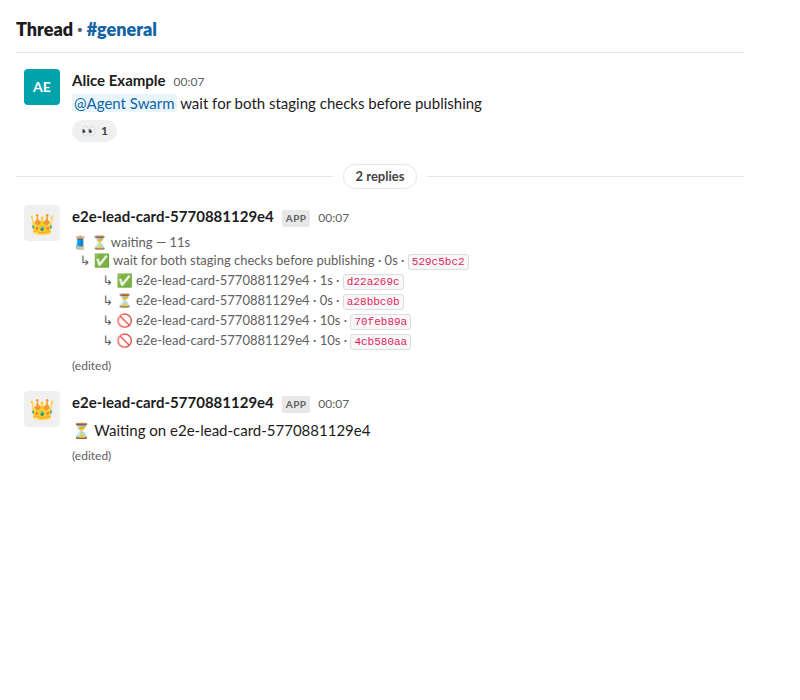 Thread • #general
AE
Alice Example 00:07
@Agent Swarm wait for both staging checks before publishing
👀 1
2 replies
e2e-lead-card-5770881129e4 APP 00:07
🧵 ⏳ waiting — 11s
↳ ✅ wait for both staging checks before publishing · 0s · 529c5bc2
↳ ✅ e2e-lead-card-5770881129e4 · 1s · d22a269c
↳ ⏳ e2e-lead-card-5770881129e4 · 0s · a28bbc0b
↳ 🚫 e2e-lead-card-5770881129e4 · 10s · 70feb89a
↳ 🚫 e2e-lead-card-5770881129e4 · 10s · 4cb580aa
(edited)
e2e-lead-card-5770881129e4 APP 00:07
⏳ Waiting on e2e-lead-card-5770881129e4
(edited)